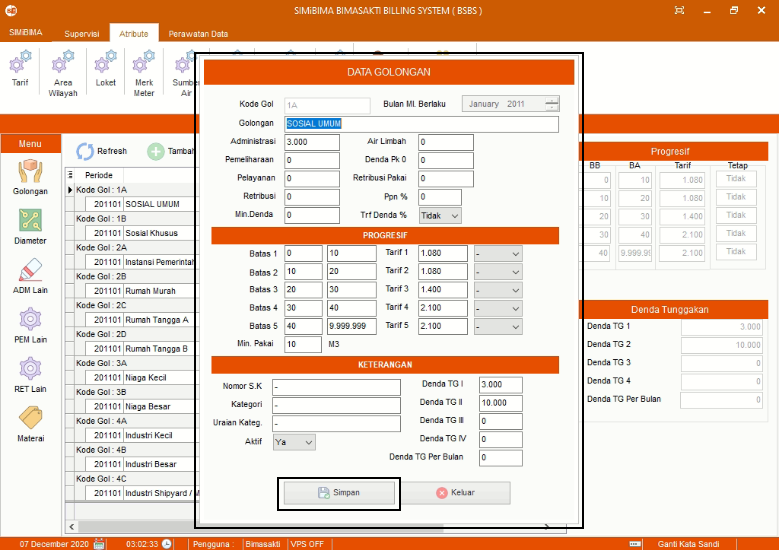 SIMiBIMA BIMASAKTI BILLING SYSTEM ( BSBS )
SIMiBIMA Supervisi Atribute Perawatan Data
Tarif
Area Wilayah
Loket
Merk Meter
Air
Menu
Golongan
Diameter
ADM Lain
PEM Lain
RET Lain
Materai
Refresh
Periode
Kode Gol : 1A
201101 SOSIAL UMUM
Kode Gol : 1B
201101 Sosial Khusus
Kode Gol : 2A
201101 Instansi Pemerintah
Kode Gol : 2B
201101 Rumah Murah
Kode Gol : 2C
201101 Rumah Tangga A
Kode Gol : 2D
201101 Rumah Tangga B
Kode Gol : 3A
201101 Niaga Kecil
Kode Gol : 3B
201101 Niaga Besar
Kode Gol : 4A
201101 Industri Kecil
Kode Gol : 4B
201101 Industri Besar
Kode Gol : 4C
201101 Industri Shipyard / M
DATA GOLONGAN
Kode Gol 1A Bulan Ml. Berlaku January 2011
Golongan SOSIAL UMUM
Administrasi 3.000 Air Limbah 0
Pemeliharaan 0 Denda Pk 0 0
Pelayanan 0 Retribusi Pakai 0
Retribusi 0 Ppn % 0
Min.Denda 0 Trf Denda % Tidak
PROGRESIF
Batas 1 0 10 Tarif 1 1.080 -
Batas 2 10 20 Tarif 2 1.080 -
Batas 3 20 30 Tarif 3 1.400 -
Batas 4 30 40 Tarif 4 2.100 -
Batas 5 40 9.999.999 Tarif 5 2.100 -
Min. Pakai 10 M3
KETERANGAN
Nomor S.K - Denda TG I 3.000
Kategori - Denda TG II 10.000
Uraian Kateg. - Denda TG III 0
Aktif Ya Denda TG IV 0
Denda TG Per Bulan 0
Simpan Keluar
Progresif
BB BA Tarif Tetap
0 10 1.080 Tidak
10 20 1.080 Tidak
20 30 1.400 Tidak
30 40 2.100 Tidak
40 9.999.9 2.100 Tidak
Denda Tunggakan
Denda TG 1 3.000
Denda TG 2 10.000
Denda TG 3 0
Denda TG 4 0
Denda TG Per Bulan 0
07 December 2020 03:02:33 Pengguna : Bimasakti VPS OFF Ganti Kata Sandi